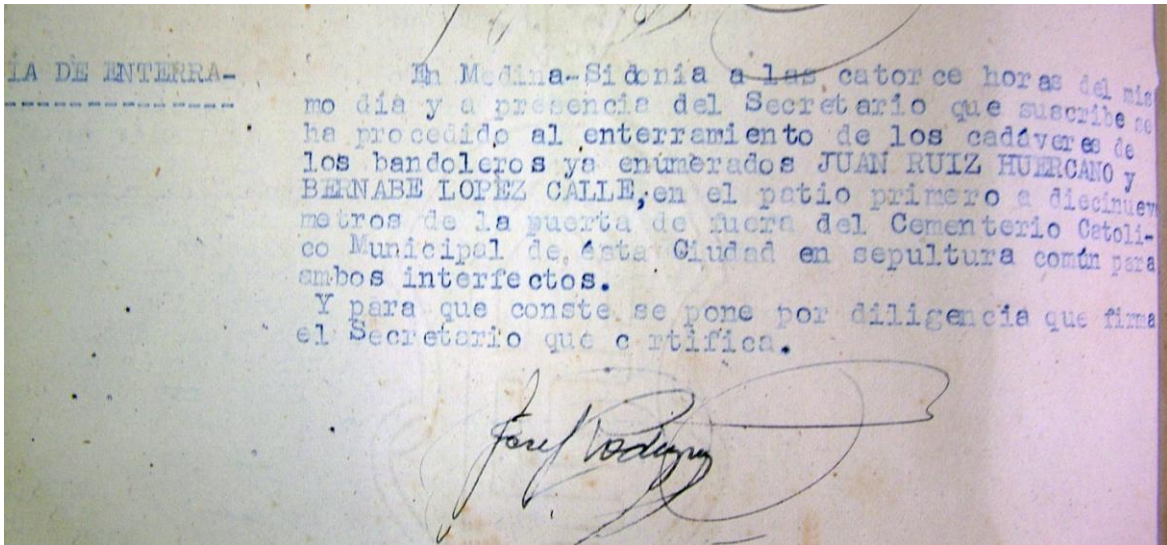 ÍA DE ENTERRA-
En Medina-Sidonia a las catorce horas del mis
mo día y a presencia del Secretario que suscribe se
ha procedido al enterramiento de los cadáveres de
los bandoleros ya enumerados JUAN RUIZ HUERCANO y
BERNABE LOPEZ CALLE, en el patio primero a diecinueve
metros de la puerta de fuera del Cementerio Catoli-
co Municipal de ésta Ciudad en sepultura común para
ambos interfectos.
Y para que conste se pone por diligencia que firma
el Secretario que c rtifica.